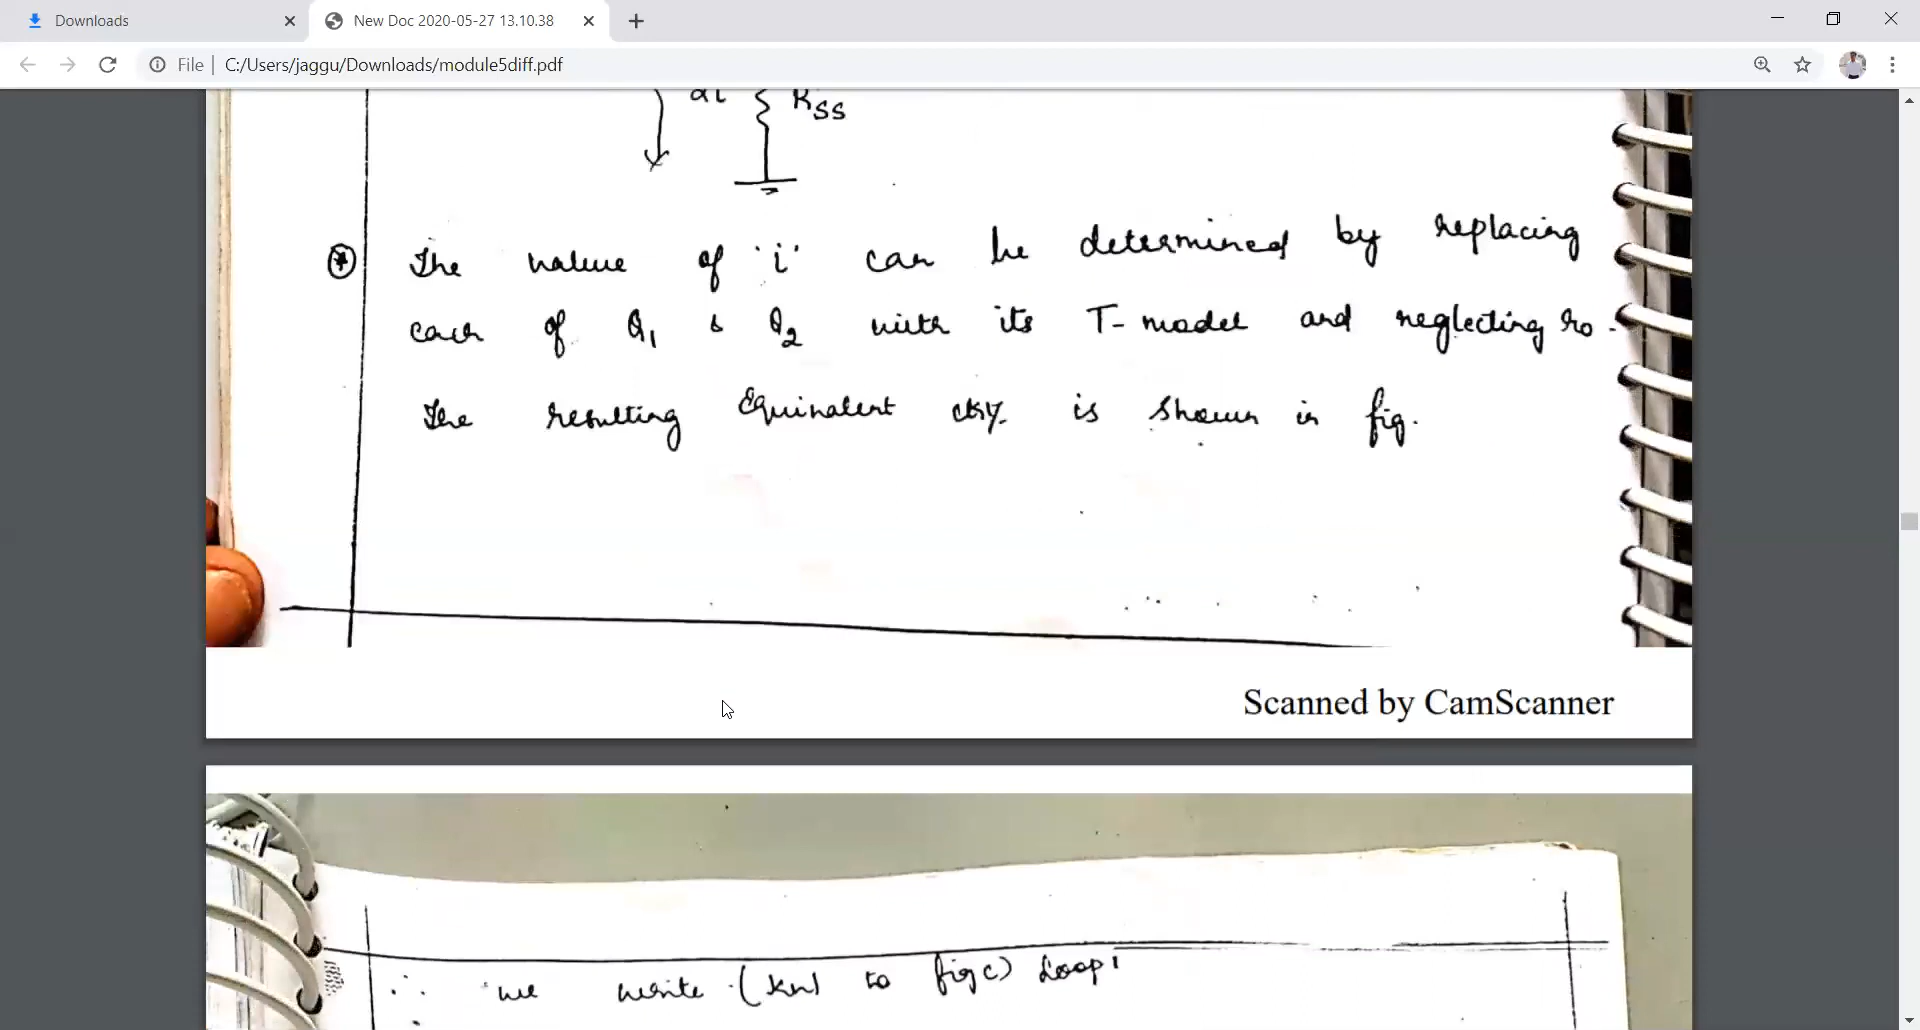 Downloads
New Doc 2020-05-27 13.10.38
File | C:/Users/jaggu/Downloads/module5diff.pdf
2i RSS
The value of 'i' can be determined by replacing
each of Q1 & Q2 with its T-model and neglecting ro.
The resulting Equivalent ckt is shown in fig.
Scanned by CamScanner
∴ we write (kvl to fig c) Loop 1